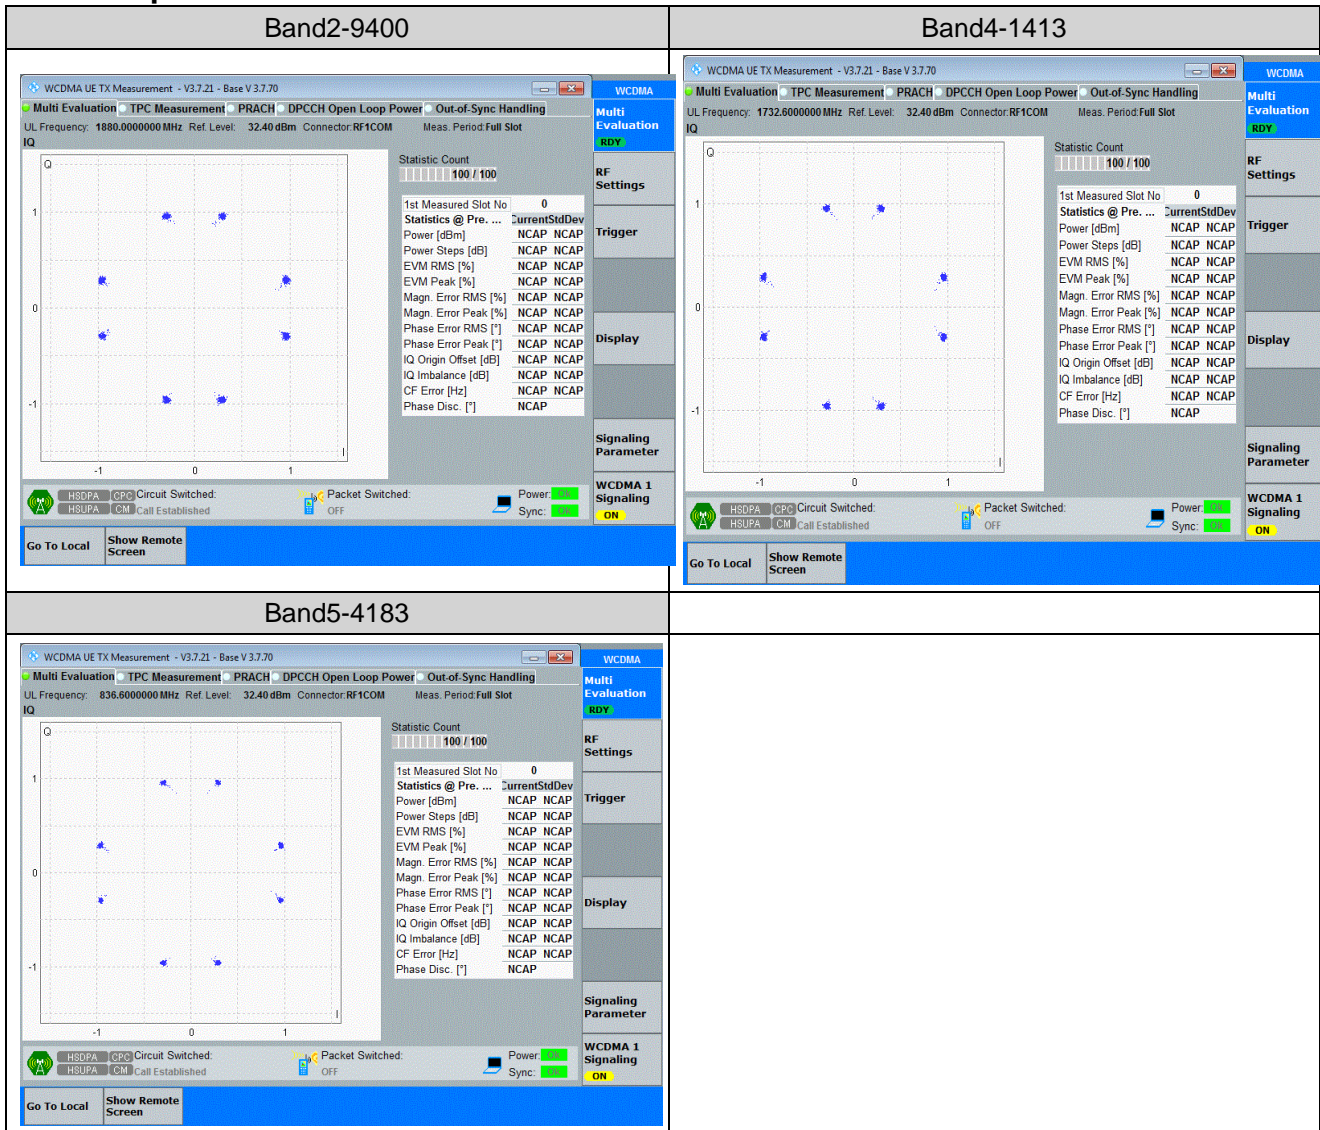 Band2-9400
Band4-1413
WCDMA UE TX Measurement - V3.7.21 - Base V 3.7.70
WCDMA
Multi Evaluation TPC Measurement PRACH DPCCH Open Loop Power Out-of-Sync Handling
Multi
Evaluation
RDY
UL Frequency: 1880.0000000 MHz Ref. Level: 32.40 dBm Connector:RF1COM Meas. Period:Full Slot
IQ
Q
1
0
-1
-1 0 1
I
Statistic Count
100 / 100
1st Measured Slot No 0
Statistics @ Pre. ... CurrentStdDev
Power [dBm] NCAP NCAP
Power Steps [dB] NCAP NCAP
EVM RMS [%] NCAP NCAP
EVM Peak [%] NCAP NCAP
Magn. Error RMS [%] NCAP NCAP
Magn. Error Peak [%] NCAP NCAP
Phase Error RMS [°] NCAP NCAP
Phase Error Peak [°] NCAP NCAP
IQ Origin Offset [dB] NCAP NCAP
IQ Imbalance [dB] NCAP NCAP
CF Error [Hz] NCAP NCAP
Phase Disc. [°] NCAP
RF
Settings
Trigger
Display
Signaling
Parameter
WCDMA 1
Signaling
ON
HSDPA CPC Circuit Switched: Packet Switched: Power: Ok
HSUPA CM Call Established OFF Sync: Ok
Go To Local Show Remote
Screen
WCDMA UE TX Measurement - V3.7.21 - Base V 3.7.70
WCDMA
Multi Evaluation TPC Measurement PRACH DPCCH Open Loop Power Out-of-Sync Handling
Multi
Evaluation
RDY
UL Frequency: 1732.6000000 MHz Ref. Level: 32.40 dBm Connector:RF1COM Meas. Period:Full Slot
IQ
Q
1
0
-1
-1 0 1
I
Statistic Count
100 / 100
1st Measured Slot No 0
Statistics @ Pre. ... CurrentStdDev
Power [dBm] NCAP NCAP
Power Steps [dB] NCAP NCAP
EVM RMS [%] NCAP NCAP
EVM Peak [%] NCAP NCAP
Magn. Error RMS [%] NCAP NCAP
Magn. Error Peak [%] NCAP NCAP
Phase Error RMS [°] NCAP NCAP
Phase Error Peak [°] NCAP NCAP
IQ Origin Offset [dB] NCAP NCAP
IQ Imbalance [dB] NCAP NCAP
CF Error [Hz] NCAP NCAP
Phase Disc. [°] NCAP
RF
Settings
Trigger
Display
Signaling
Parameter
WCDMA 1
Signaling
ON
HSDPA CPC Circuit Switched: Packet Switched: Power: Ok
HSUPA CM Call Established OFF Sync: Ok
Go To Local Show Remote
Screen
Band5-4183
WCDMA UE TX Measurement - V3.7.21 - Base V 3.7.70
WCDMA
Multi Evaluation TPC Measurement PRACH DPCCH Open Loop Power Out-of-Sync Handling
Multi
Evaluation
RDY
UL Frequency: 836.6000000 MHz Ref. Level: 32.40 dBm Connector:RF1COM Meas. Period:Full Slot
IQ
Q
1
0
-1
-1 0 1
I
Statistic Count
100 / 100
1st Measured Slot No 0
Statistics @ Pre. ... CurrentStdDev
Power [dBm] NCAP NCAP
Power Steps [dB] NCAP NCAP
EVM RMS [%] NCAP NCAP
EVM Peak [%] NCAP NCAP
Magn. Error RMS [%] NCAP NCAP
Magn. Error Peak [%] NCAP NCAP
Phase Error RMS [°] NCAP NCAP
Phase Error Peak [°] NCAP NCAP
IQ Origin Offset [dB] NCAP NCAP
IQ Imbalance [dB] NCAP NCAP
CF Error [Hz] NCAP NCAP
Phase Disc. [°] NCAP
RF
Settings
Trigger
Display
Signaling
Parameter
WCDMA 1
Signaling
ON
HSDPA CPC Circuit Switched: Packet Switched: Power: Ok
HSUPA CM Call Established OFF Sync: Ok
Go To Local Show Remote
Screen